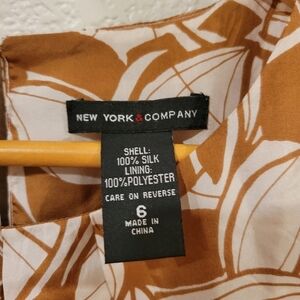 NEW YORK & COMPANY
SHELL:
100% SILK
LINING:
100%POLYESTER
CARE ON REVERSE
6
MADE IN
CHINA